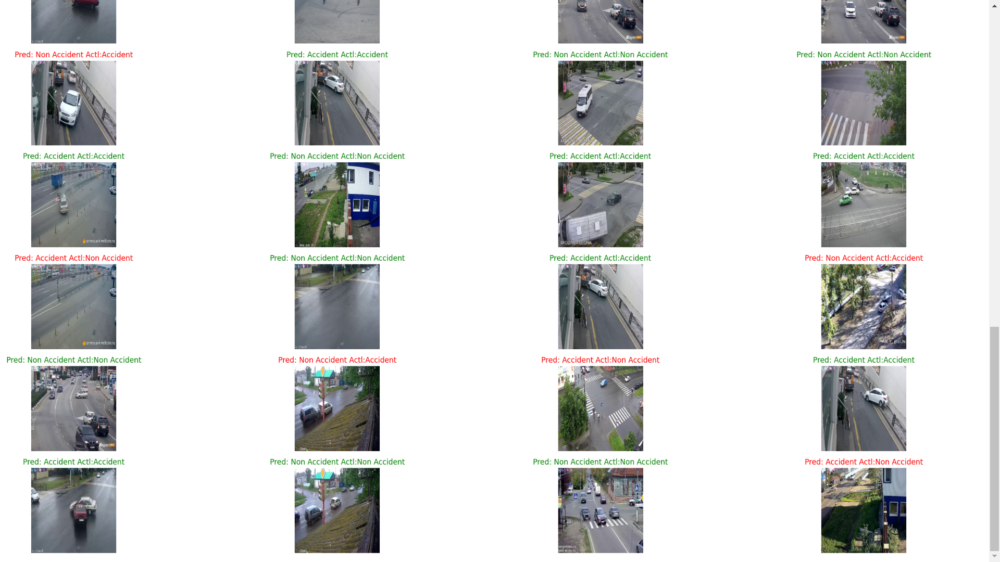 Pred: Non Accident Actl:Accident
Pred: Accident Actl:Accident
Pred: Non Accident Actl:Non Accident
Pred: Non Accident Actl:Non Accident
ARDZINBA-LEONA
Pred: Accident Actl:Accident
Pred: Non Accident Actl:Non Accident
Pred: Accident Actl:Accident
Pred: Accident Actl:Accident
ARDZINBA-LEONA
Pred: Accident Actl:Non Accident
Pred: Non Accident Actl:Non Accident
Pred: Accident Actl:Accident
Pred: Non Accident Actl:Accident
Pred: Non Accident Actl:Non Accident
Pred: Non Accident Actl:Accident
Pred: Accident Actl:Non Accident
Pred: Accident Actl:Accident
Pred: Accident Actl:Accident
Pred: Non Accident Actl:Non Accident
Pred: Non Accident Actl:Non Accident
Pred: Accident Actl:Non Accident